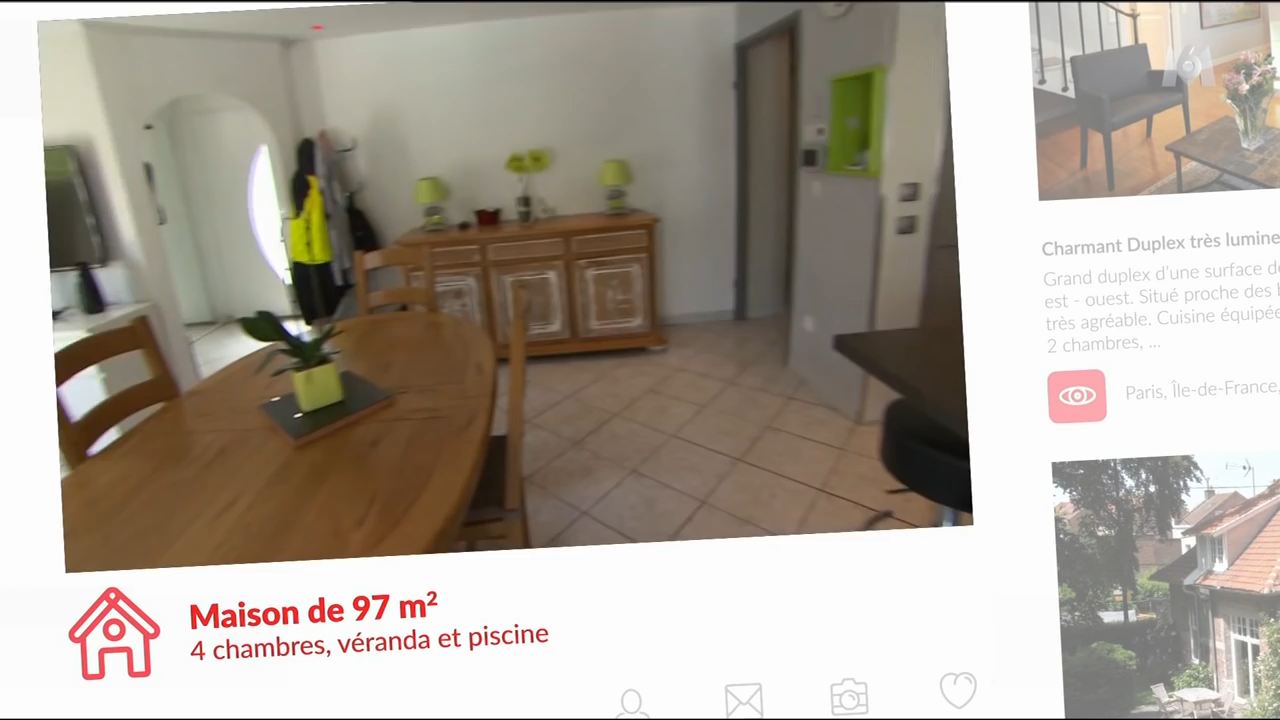 M6
Maison de 97 m²
4 chambres, véranda et piscine
Charmant Duplex très lumine
Grand duplex d'une surface de
est - ouest. Situé proche des
très agréable. Cuisine équipée
2 chambres, ...
Paris, Île-de-France,